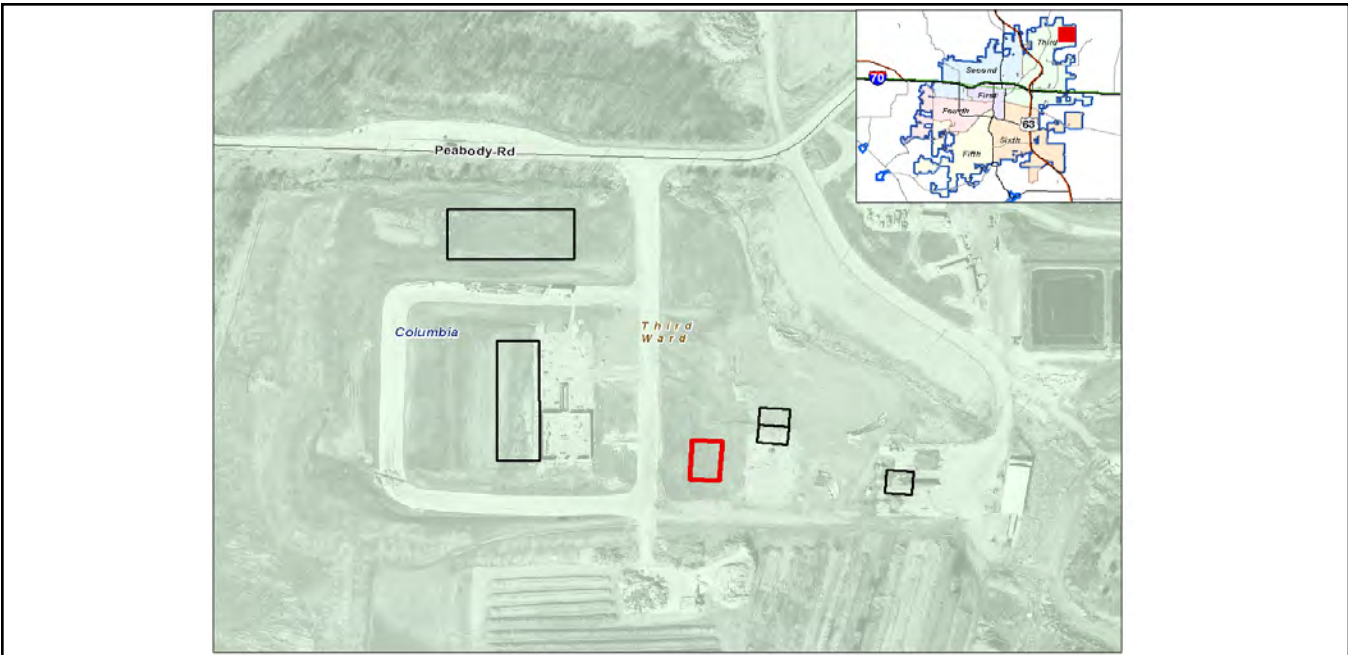 Third
70
Second
First
Fourth
63
Sixth
Fifth
Peabody Rd
Columbia
Third
Ward